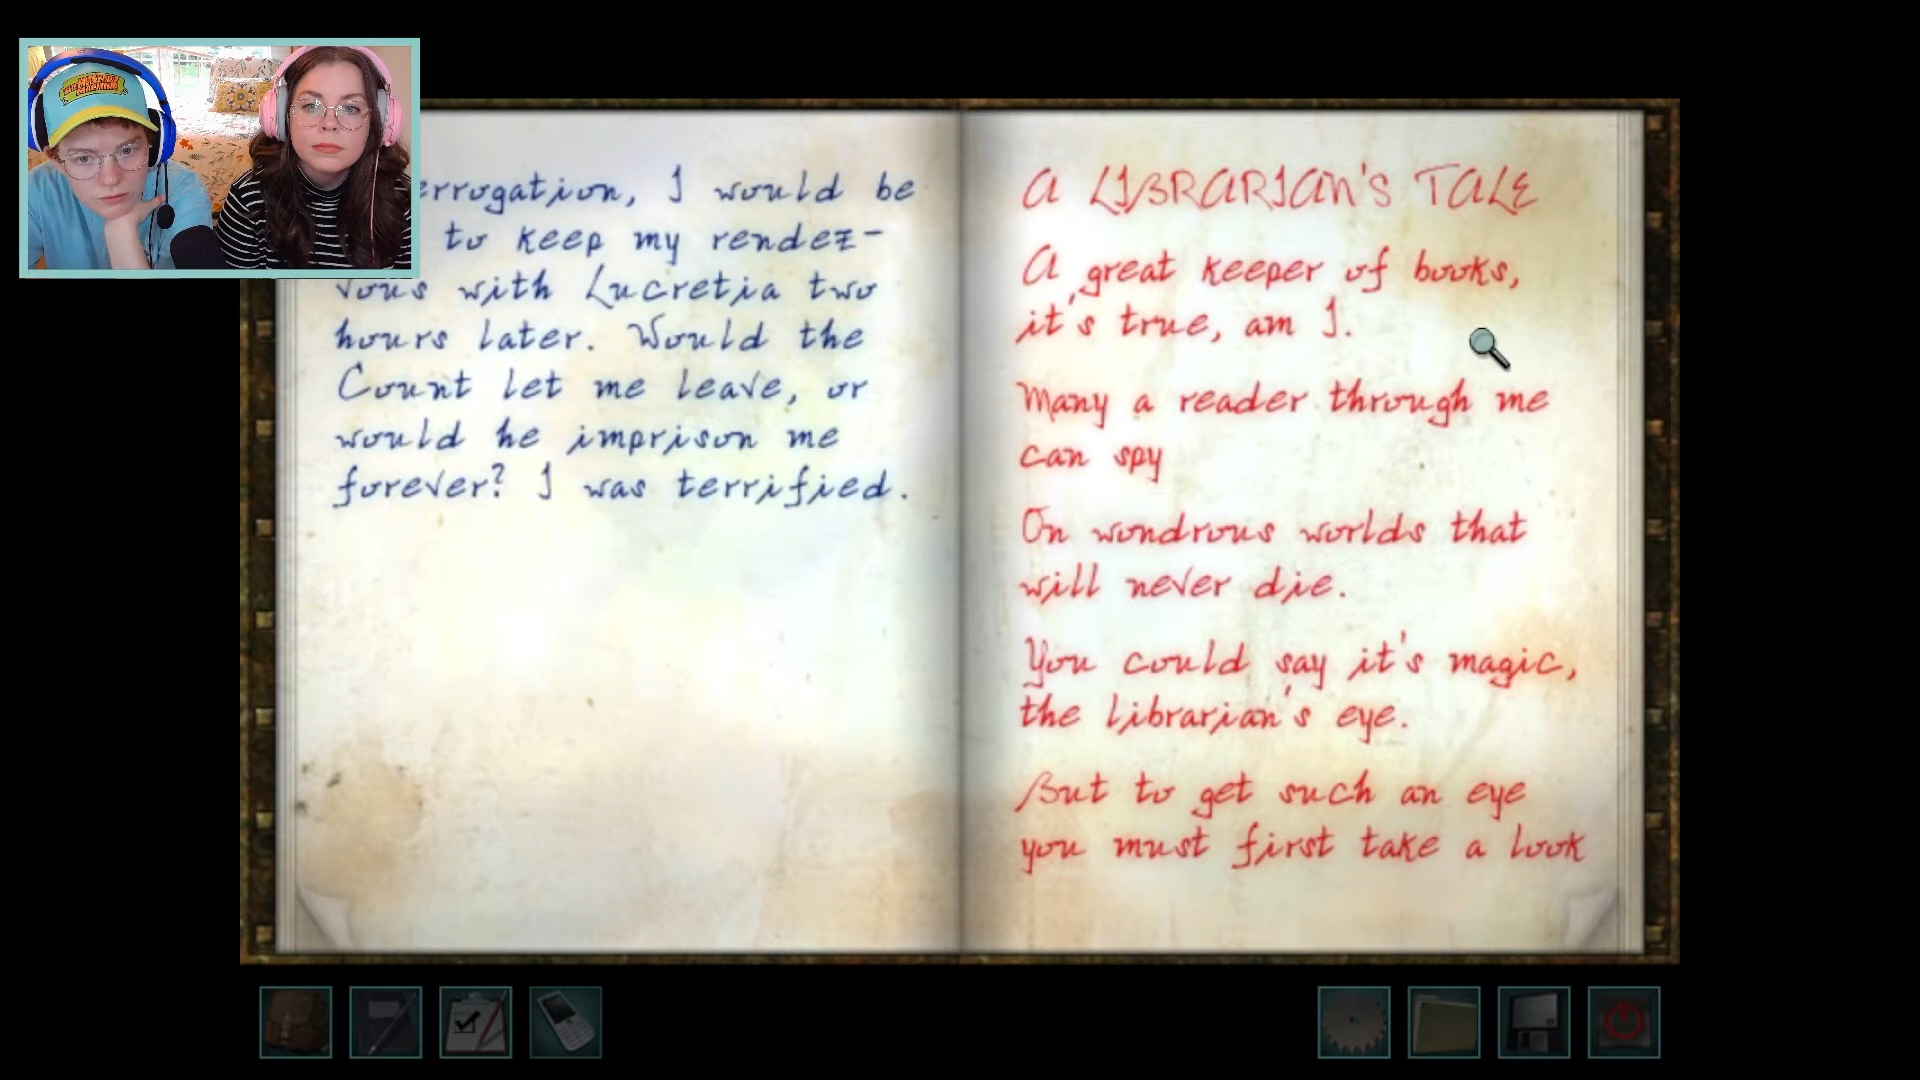 errogation, I would be
to keep my rendez-
vous with Lucretia two
hours later. Would the
Count let me leave, or
would he imprison me
forever? I was terrified.
A LIBRARIAN'S TALE
A great keeper of books,
it's true, am I.
Many a reader through me
can spy
On wondrous worlds that
will never die.
You could say it's magic,
the librarian's eye.
But to get such an eye
you must first take a look